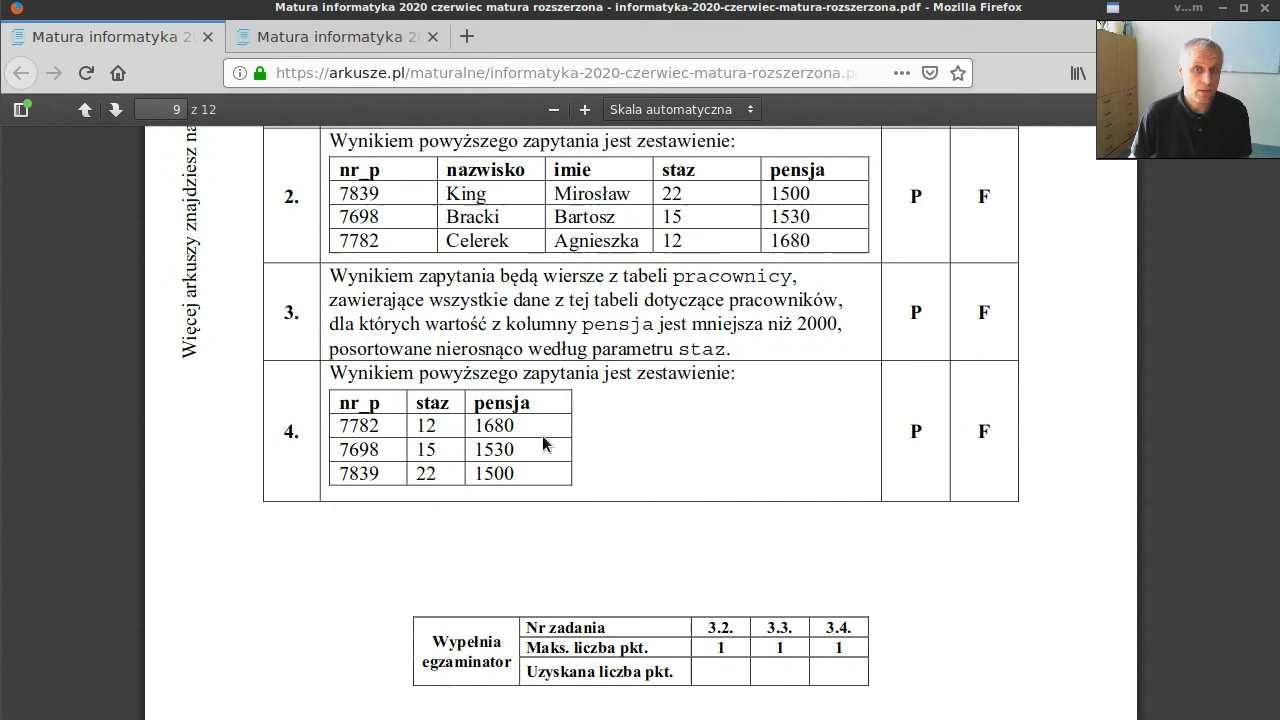 Matura informatyka 2020 czerwiec matura rozszerzona - informatyka-2020-czerwiec-matura-rozszerzona.pdf - Mozilla Firefox
v...m
Matura informatyka 2
Matura informatyka 2
https://arkusze.pl/maturalne/informatyka-2020-czerwiec-matura-rozszerzona.p
9 z 12
Skala automatyczna
Więcej arkuszy znajdziesz na
2.
Wynikiem powyższego zapytania jest zestawienie:
nr_p nazwisko imie staz pensja
7839 King Mirosław 22 1500
7698 Bracki Bartosz 15 1530
7782 Celerek Agnieszka 12 1680
P F
3.
Wynikiem zapytania będą wiersze z tabeli pracownicy,
zawierające wszystkie dane z tej tabeli dotyczące pracowników,
dla których wartość z kolumny pensja jest mniejsza niż 2000,
posortowane nierosnąco według parametru staz.
P F
4.
Wynikiem powyższego zapytania jest zestawienie:
nr_p staz pensja
7782 12 1680
7698 15 1530
7839 22 1500
P F
Wypełnia
egzaminator
Nr zadania 3.2. 3.3. 3.4.
Maks. liczba pkt. 1 1 1
Uzyskana liczba pkt.